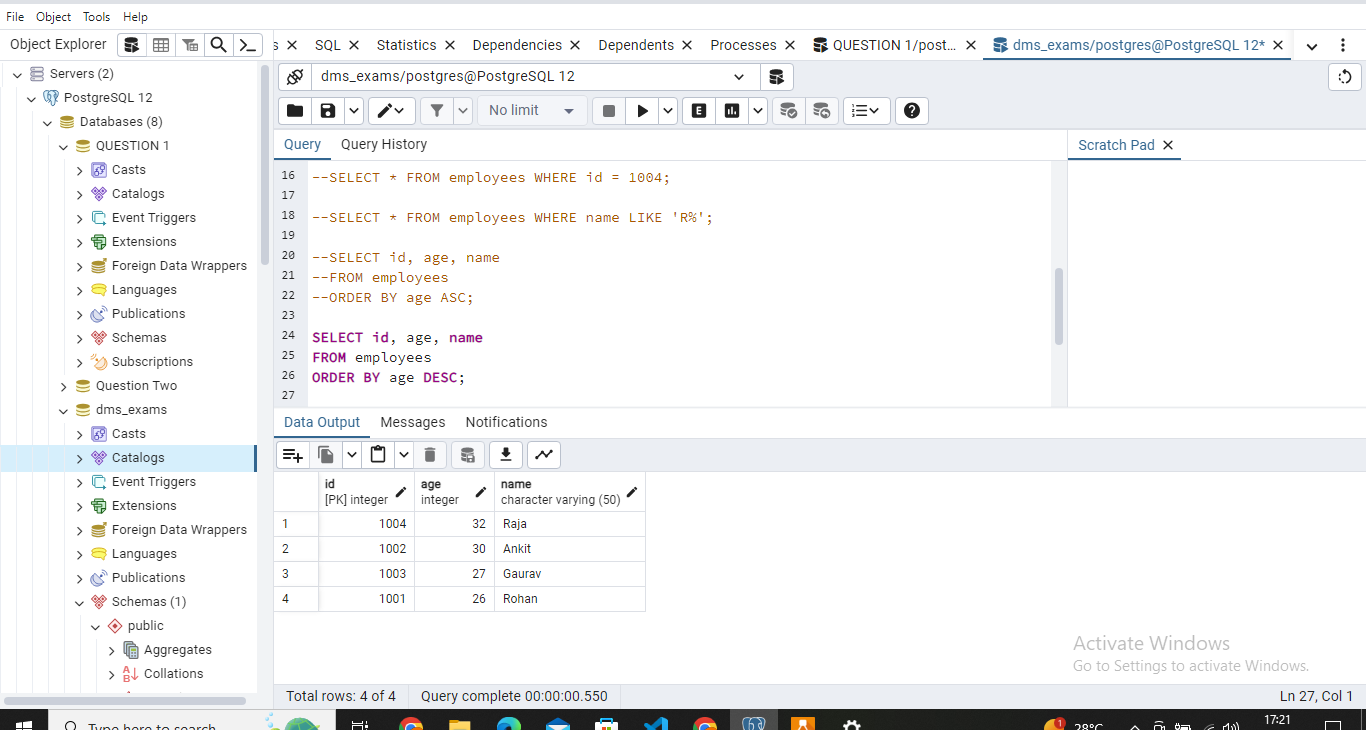 File Object Tools Help
Object Explorer
s SQL Statistics Dependencies Dependents Processes QUESTION 1/post... dms_exams/postgres@PostgreSQL 12*
dms_exams/postgres@PostgreSQL 12
No limit
E
Query Query History
Scratch Pad
Servers (2)
PostgreSQL 12
Databases (8)
QUESTION 1
Casts
Catalogs
Event Triggers
Extensions
Foreign Data Wrappers
Languages
Publications
Schemas
Subscriptions
Question Two
dms_exams
Casts
Catalogs
Event Triggers
Extensions
Foreign Data Wrappers
Languages
Publications
Schemas (1)
public
Aggregates
Collations
16 --SELECT * FROM employees WHERE id = 1004;
17
18 --SELECT * FROM employees WHERE name LIKE 'R%';
19
20 --SELECT id, age, name
21 --FROM employees
22 --ORDER BY age ASC;
23
24 SELECT id, age, name
25 FROM employees
26 ORDER BY age DESC;
27
Data Output Messages Notifications
id age name
[PK] integer integer character varying (50)
1 1004 32 Raja
2 1002 30 Ankit
3 1003 27 Gaurav
4 1001 26 Rohan
Activate Windows
Go to Settings to activate Windows.
Total rows: 4 of 4 Query complete 00:00:00.550 Ln 27, Col 1
Type here to search 1 28°C 17:21